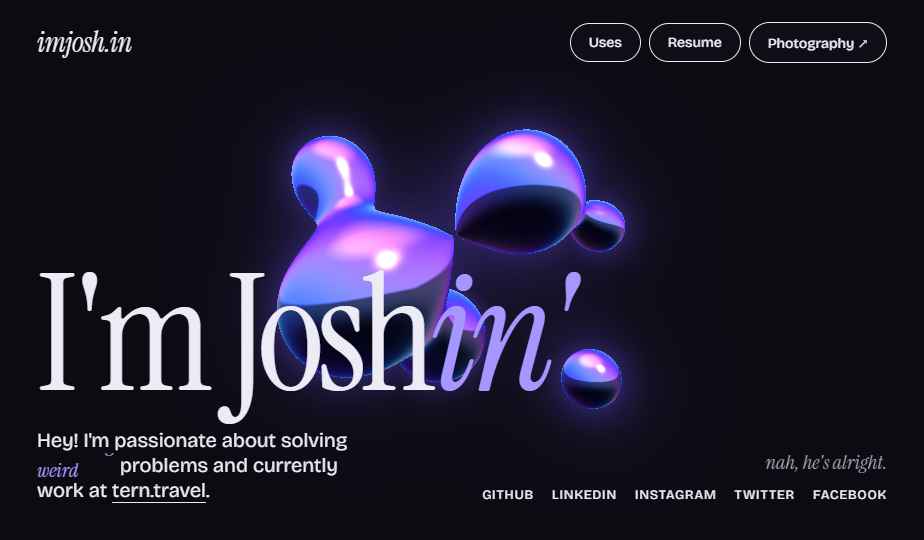 imjosh.in
Uses Resume Photography ↗
I'm Joshin'
Hey! I'm passionate about solving
weird problems and currently
work at tern.travel.
nah, he's alright.
GITHUB LINKEDIN INSTAGRAM TWITTER FACEBOOK